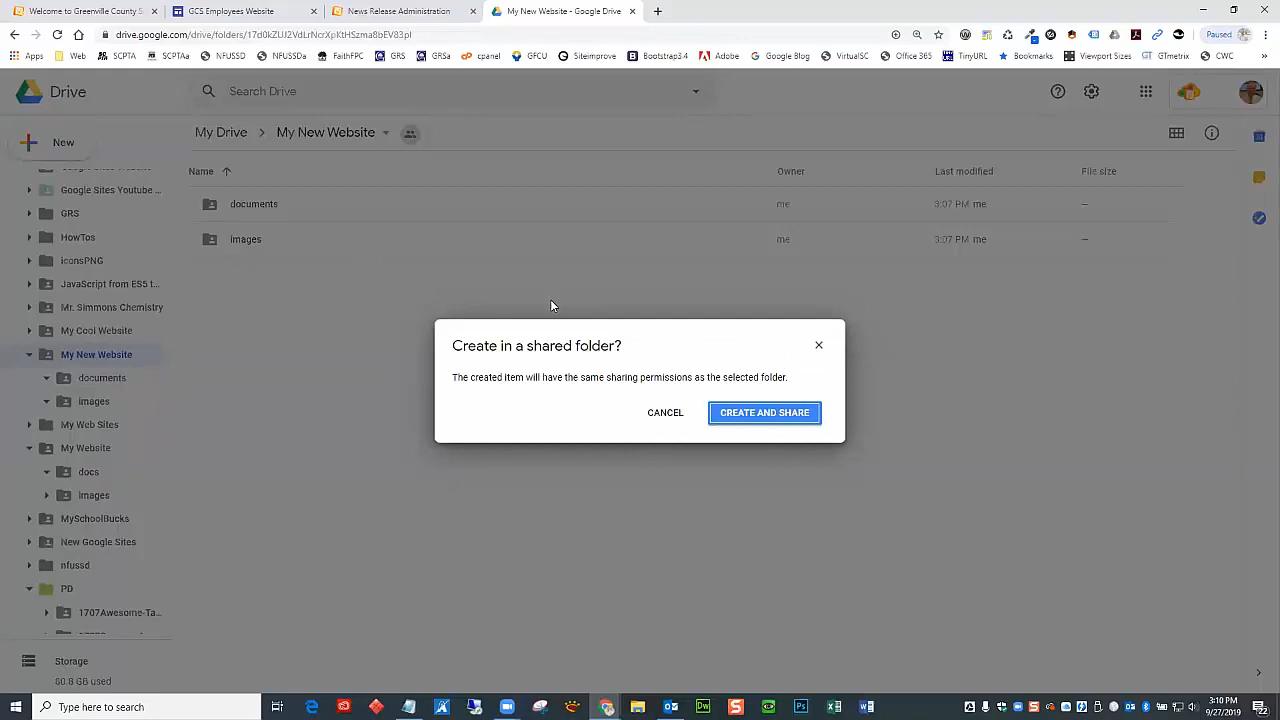 Welcome to Greenville County S
GCS Employees Website
News Release Administration
My New Website - Google Drive
drive.google.com/drive/folders/17d0kZUJ2VdLrNcrXpKtHSzma8bEV83pl
Paused
Apps
Web
SCPTA
SCPTAa
NFUSSD
NFUSSDa
FaithFPC
GRS
GRSa
cpanel
GFCU
Siteimprove
Bootstrap3.4
Adobe
Google Blog
VirtualSC
Office 365
TinyURL
Bookmarks
Viewport Sizes
GTmetrix
CWC
Drive
Search Drive
New
My Drive > My New Website
Name
Owner
Last modified
File size
documents
me
3:07 PM me
–
images
me
3:07 PM me
–
Google Sites Youtube ...
GRS
HowTos
iconsPNG
JavaScript from ES5 t...
Mr. Simmons Chemistry
My Cool Website
My New Website
documents
images
My Web Sites
My Website
docs
images
MySchoolBucks
New Google Sites
nfussd
PD
1707Awesome-Ta...
Storage
60.8 GB used
Create in a shared folder?
The created item will have the same sharing permissions as the selected folder.
CANCEL
CREATE AND SHARE
Type here to search
3:10 PM
9/27/2019